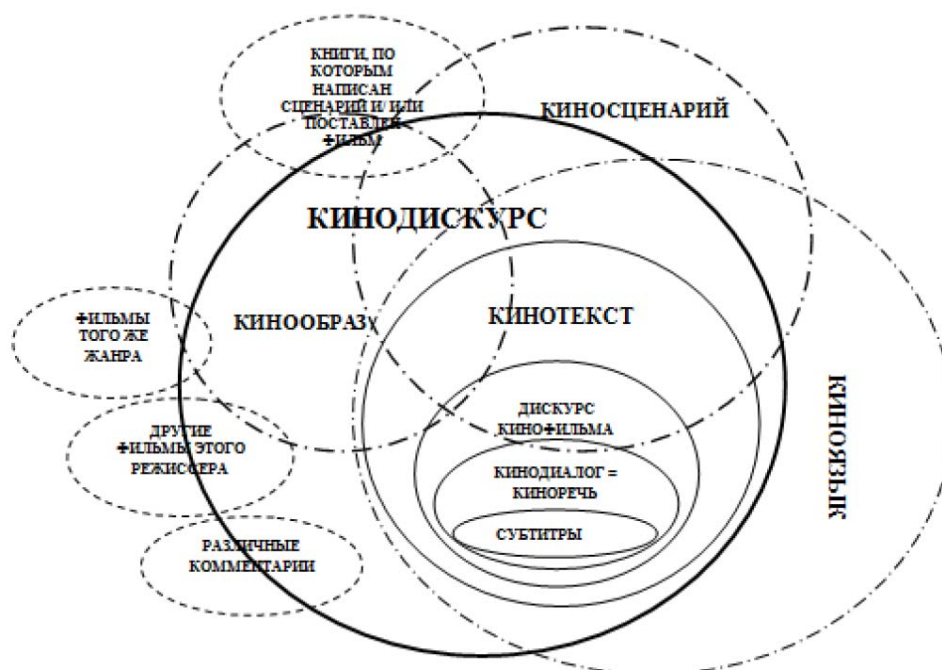 КНИГИ, ПО
КОТОРЫМ
НАПИСАН
СЦЕНАРИЙ И/ ИЛИ
ПОСТАВЛЕН
ФИЛЬМ
КИНОСЦЕНАРИЙ
КИНОДИСКУРС
КИНООБРАЗ
КИНОТЕКСТ
ФИЛЬМЫ
ТОГО ЖЕ
ЖАНРА
ДИСКУРС
КИНОФИЛЬМА
КИНОЯЗЫК
ДРУГИЕ
ФИЛЬМЫ ЭТОГО
РЕЖИССЕРА
КИНОДИАЛОГ =
КИНОРЕЧЬ
СУБТИТРЫ
РАЗЛИЧНЫЕ
КОММЕНТАРИИ